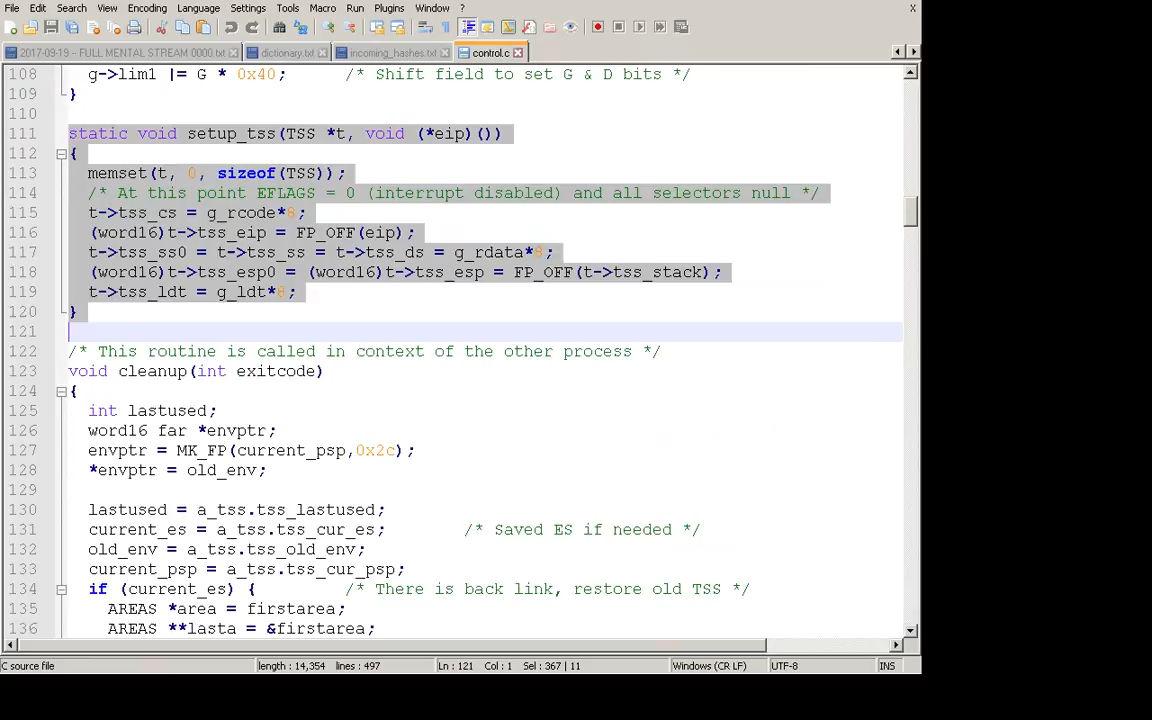 File Edit Search View Encoding Language Settings Tools Macro Run Plugins Window ? X
2017-09-19 – FULL MENTAL STREAM 0000.txt dictionary.txt incoming_hashes.txt control.c
108 g->lim1 |= G * 0x40; /* Shift field to set G & D bits */
109 }
110
111 static void setup_tss(TSS *t, void (*eip)())
112 {
113 memset(t, 0, sizeof(TSS));
114 /* At this point EFLAGS = 0 (interrupt disabled) and all selectors null */
115 t->tss_cs = g_rcode*8;
116 (word16)t->tss_eip = FP_OFF(eip);
117 t->tss_ss0 = t->tss_ss = t->tss_ds = g_rdata*8;
118 (word16)t->tss_esp0 = (word16)t->tss_esp = FP_OFF(t->tss_stack);
119 t->tss_ldt = g_ldt*8;
120 }
121
122 /* This routine is called in context of the other process */
123 void cleanup(int exitcode)
124 {
125 int lastused;
126 word16 far *envptr;
127 envptr = MK_FP(current_psp,0x2c);
128 *envptr = old_env;
129
130 lastused = a_tss.tss_lastused;
131 current_es = a_tss.tss_cur_es; /* Saved ES if needed */
132 old_env = a_tss.tss_old_env;
133 current_psp = a_tss.tss_cur_psp;
134 if (current_es) { /* There is back link, restore old TSS */
135 AREAS *area = firstarea;
136 AREAS **lasta = &firstarea;
C source file length : 14,354 lines : 497 Ln : 121 Col : 1 Sel : 367 | 11 Windows (CR LF) UTF-8 INS